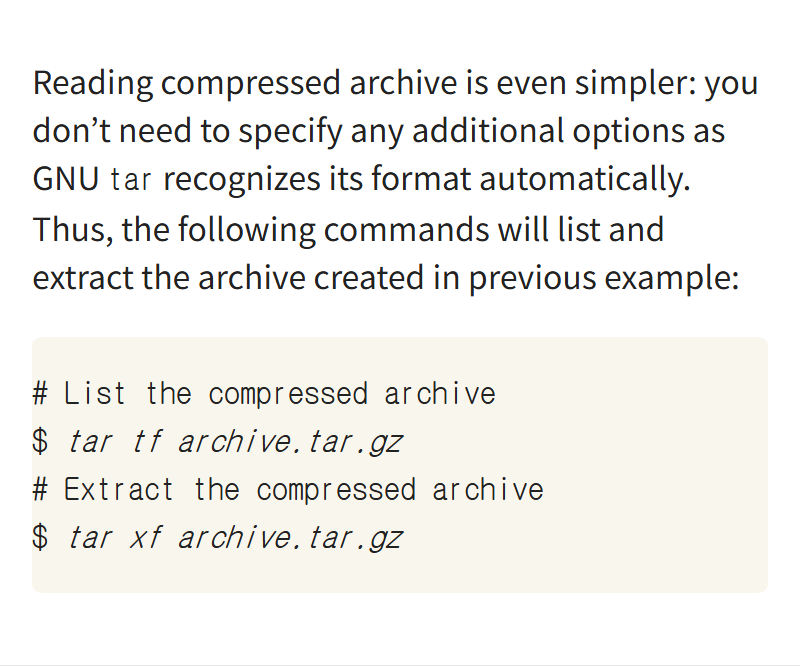 Reading compressed archive is even simpler: you
don’t need to specify any additional options as
GNU tar recognizes its format automatically.
Thus, the following commands will list and
extract the archive created in previous example:
# List the compressed archive
$ tar tf archive.tar.gz
# Extract the compressed archive
$ tar xf archive.tar.gz